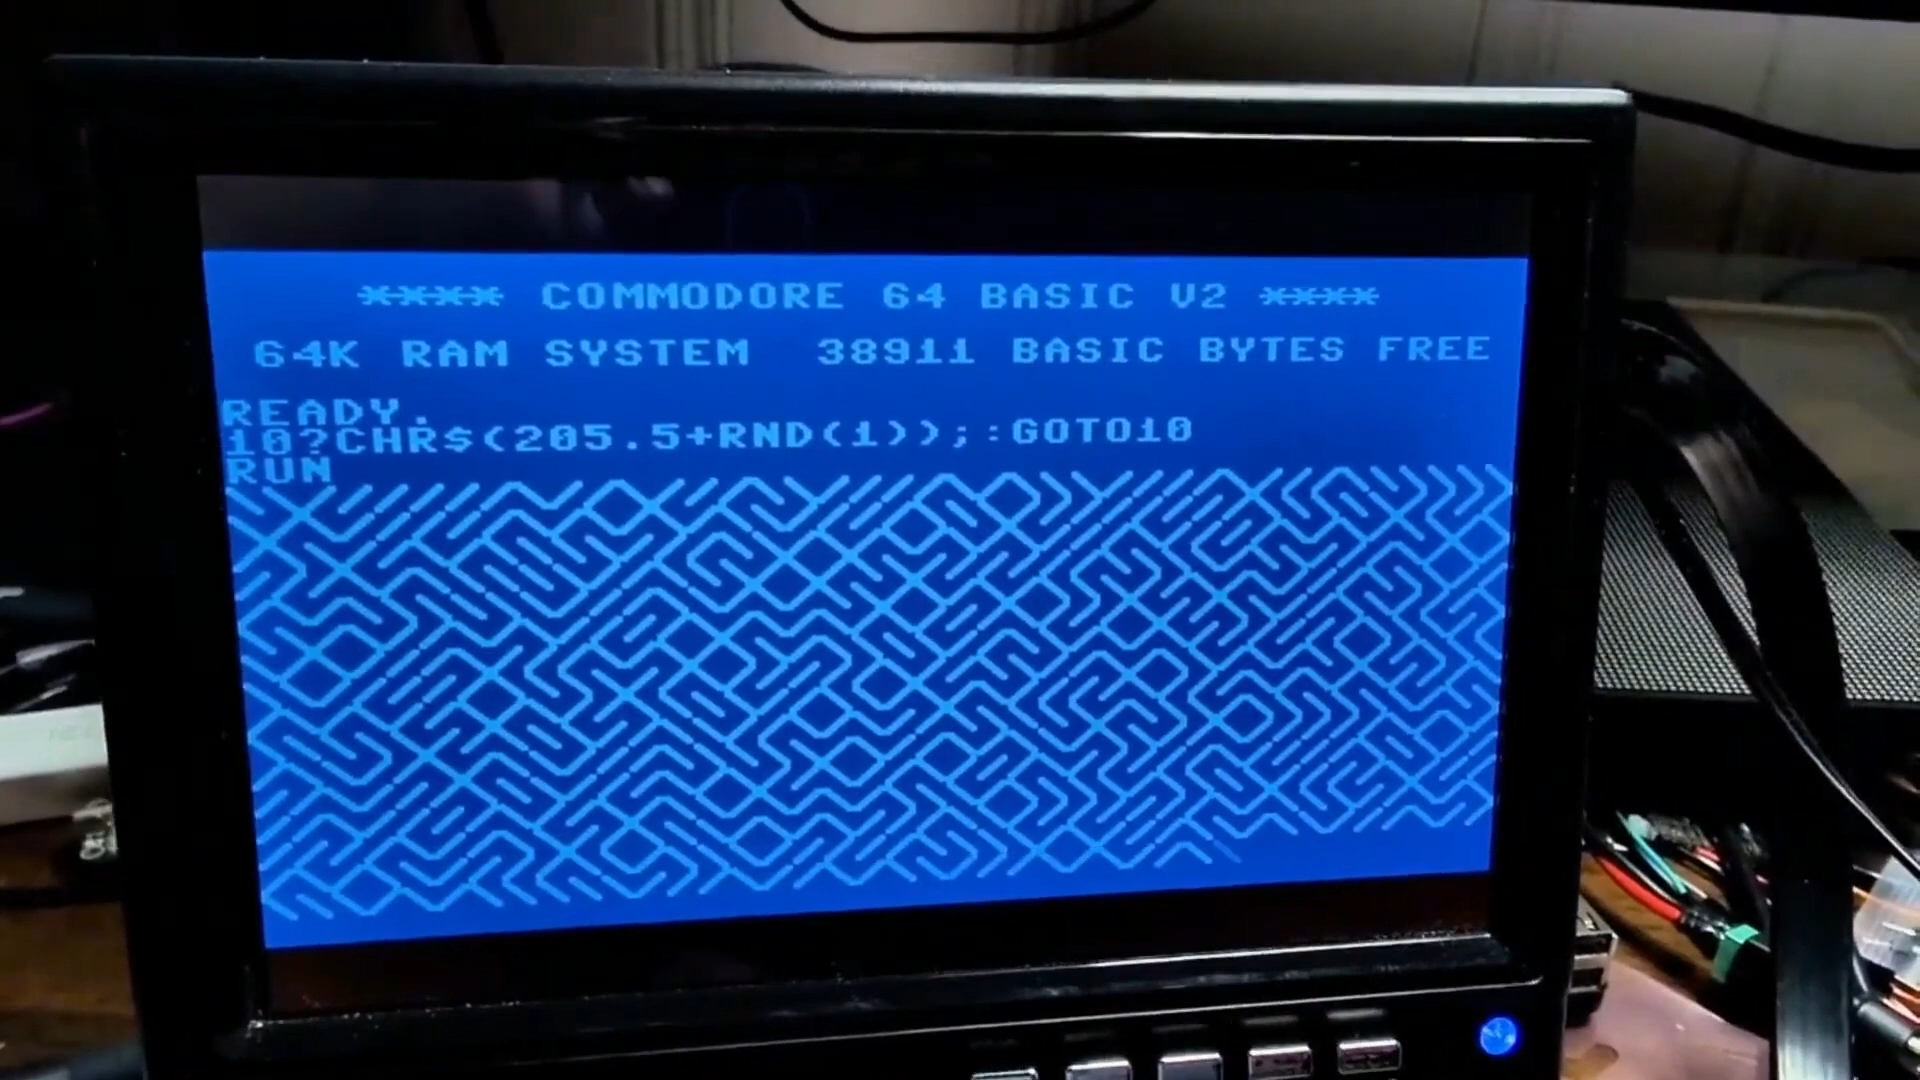 **** COMMODORE 64 BASIC V2 ****
64K RAM SYSTEM  38911 BASIC BYTES FREE
READY.
10?CHR$(205.5+RND(1));:GOTO10
RUN